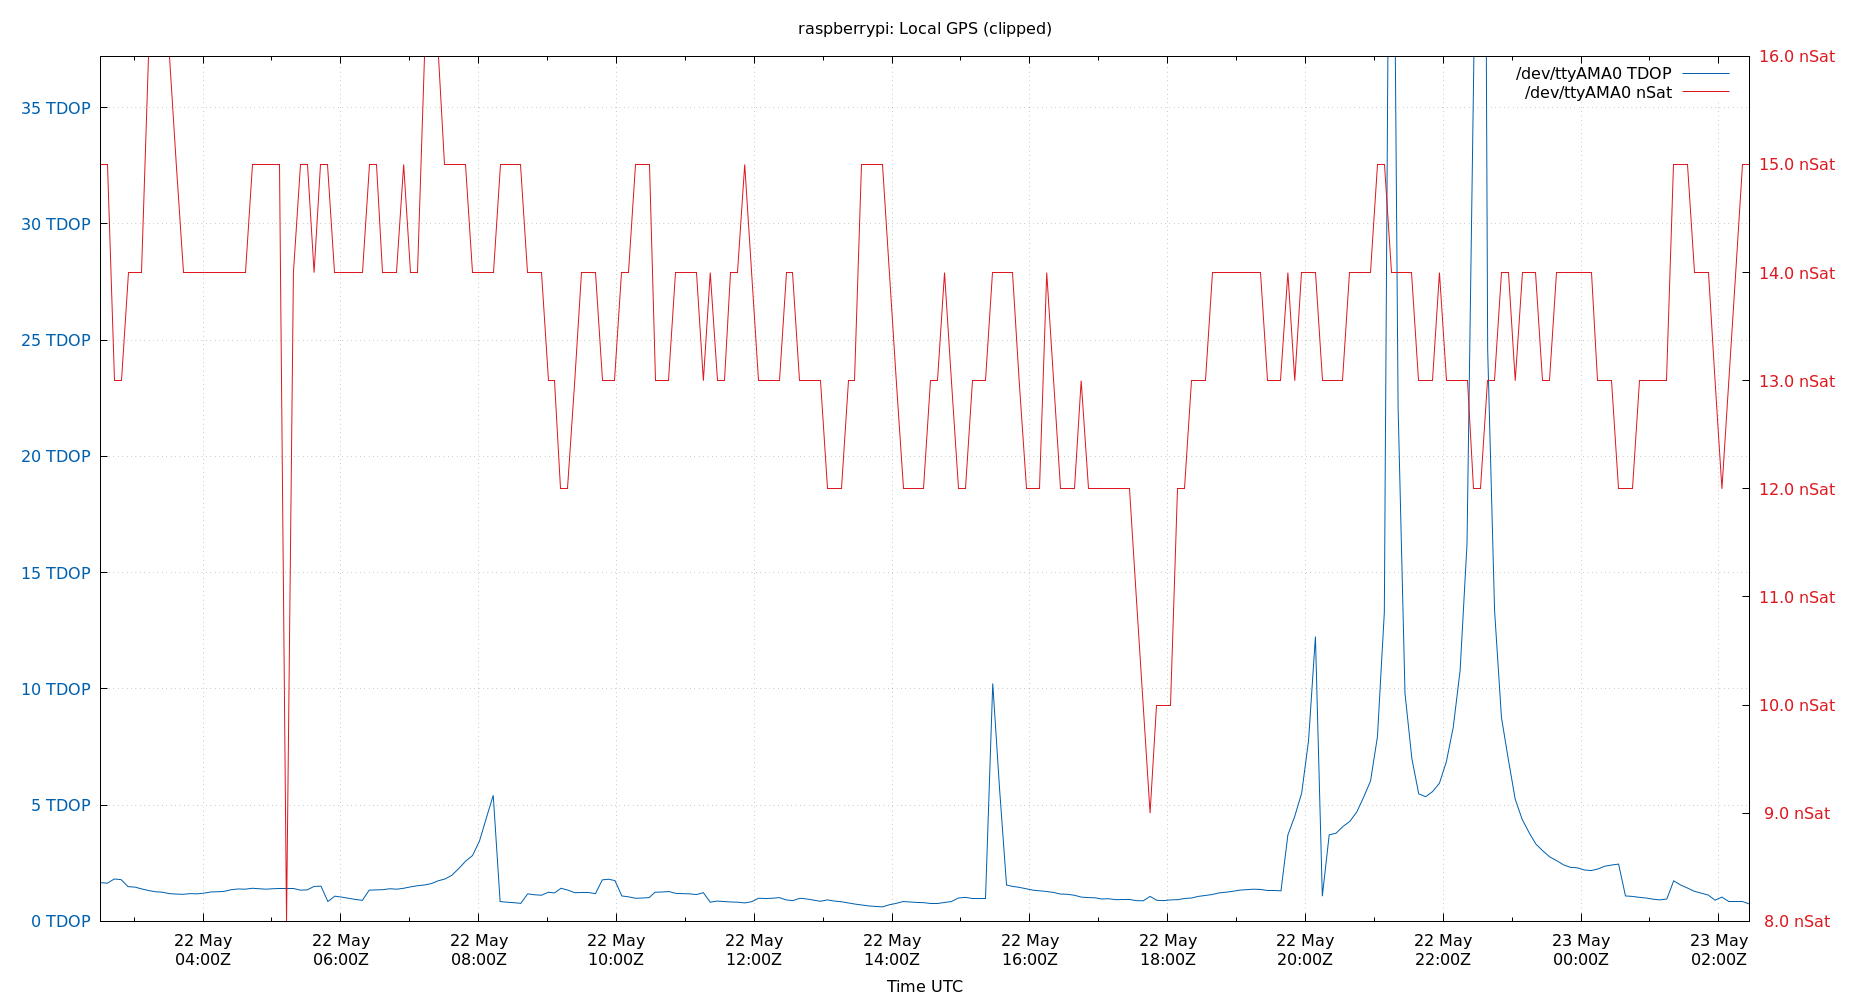 raspberrypi: Local GPS (clipped)
/dev/ttyAMA0 TDOP
/dev/ttyAMA0 nSat
35 TDOP
30 TDOP
25 TDOP
20 TDOP
15 TDOP
10 TDOP
5 TDOP
0 TDOP
16.0 nSat
15.0 nSat
14.0 nSat
13.0 nSat
12.0 nSat
11.0 nSat
10.0 nSat
9.0 nSat
8.0 nSat
22 May
04:00Z
22 May
06:00Z
22 May
08:00Z
22 May
10:00Z
22 May
12:00Z
22 May
14:00Z
22 May
16:00Z
22 May
18:00Z
22 May
20:00Z
22 May
22:00Z
23 May
00:00Z
23 May
02:00Z
Time UTC